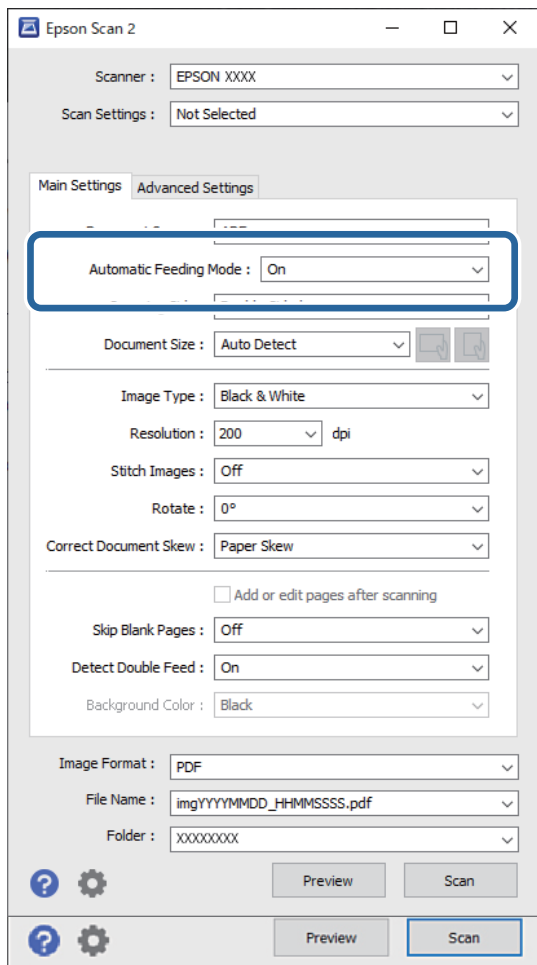 Epson Scan 2
Scanner : EPSON XXXX
Scan Settings : Not Selected
Main Settings Advanced Settings
Automatic Feeding Mode : On
Document Size : Auto Detect
Image Type : Black & White
Resolution : 200 dpi
Stitch Images : Off
Rotate : 0°
Correct Document Skew : Paper Skew
Add or edit pages after scanning
Skip Blank Pages : Off
Detect Double Feed : On
Background Color : Black
Image Format : PDF
File Name : imgYYYYMMDD_HHMMSSSS.pdf
Folder : XXXXXXXX
? Preview Scan
? Preview Scan